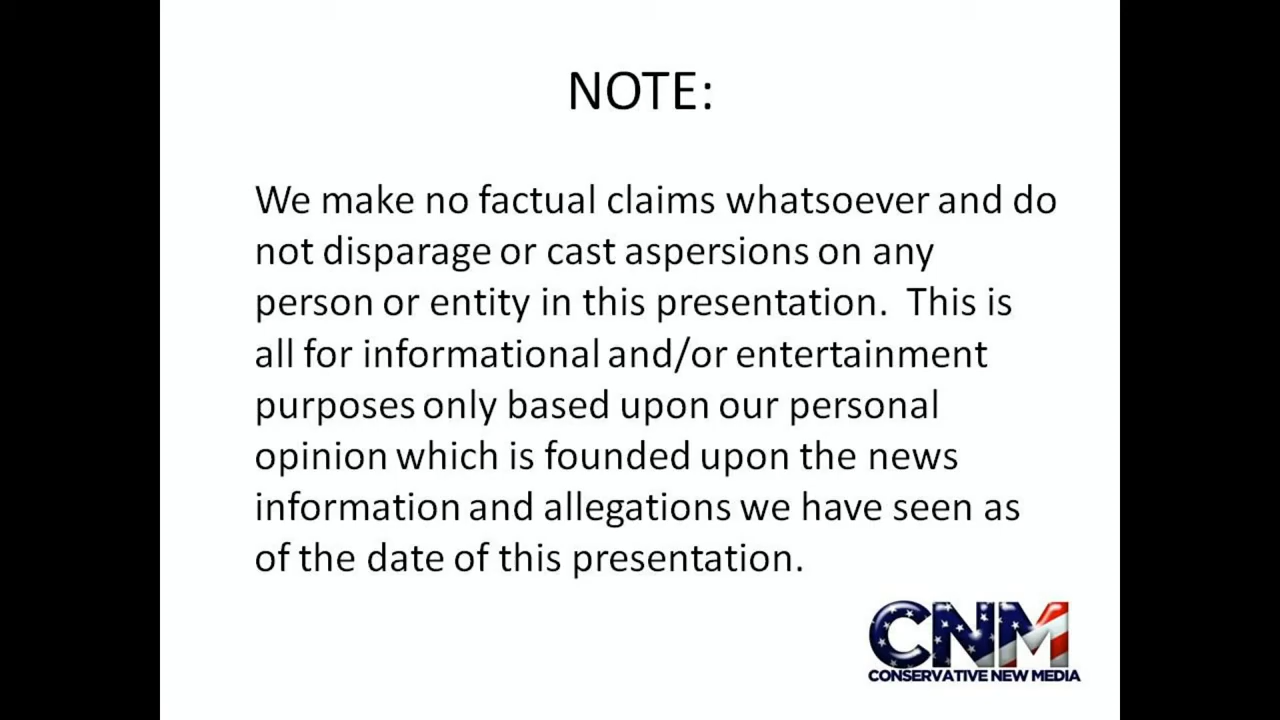 NOTE:
We make no factual claims whatsoever and do
not disparage or cast aspersions on any
person or entity in this presentation.  This is
all for informational and/or entertainment
purposes only based upon our personal
opinion which is founded upon the news
information and allegations we have seen as
of the date of this presentation.
CNM
CONSERVATIVE NEW MEDIA